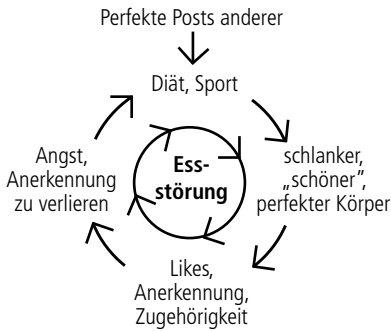 Perfekte Posts anderer
Diät, Sport
schlanker,
„schöner“,
perfekter Körper
Likes,
Anerkennung,
Zugehörigkeit
Angst,
Anerkennung
zu verlieren
Ess-
störung